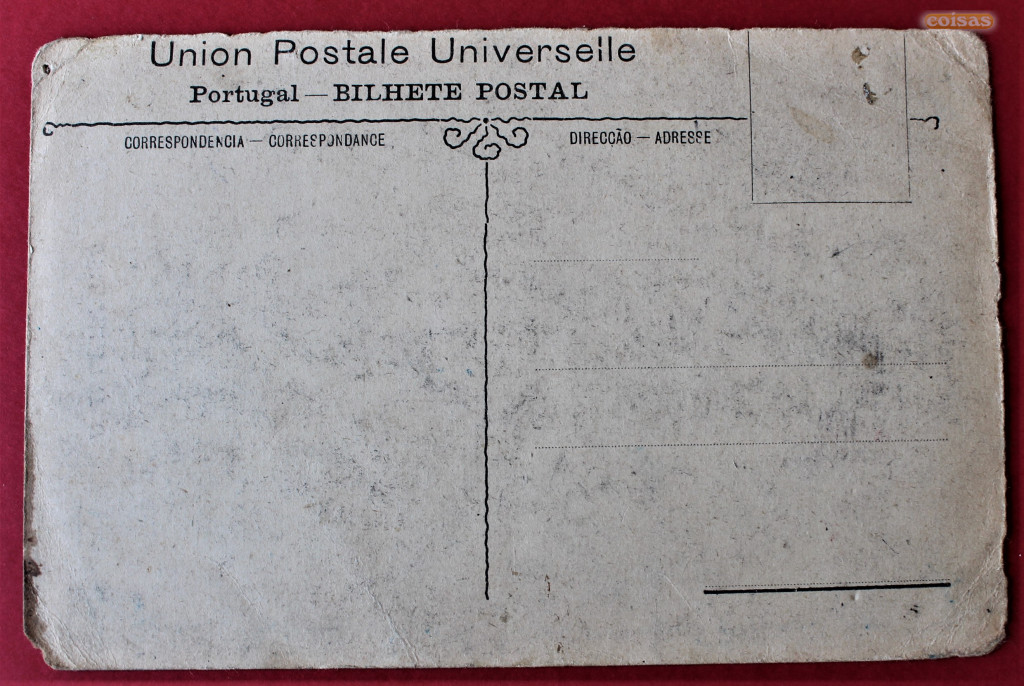 coisas
Union Postale Universelle
Portugal — BILHETE POSTAL
CORRESPONDENCIA — CORRESPONDANCE
DIRECÇÃO — ADRESSE